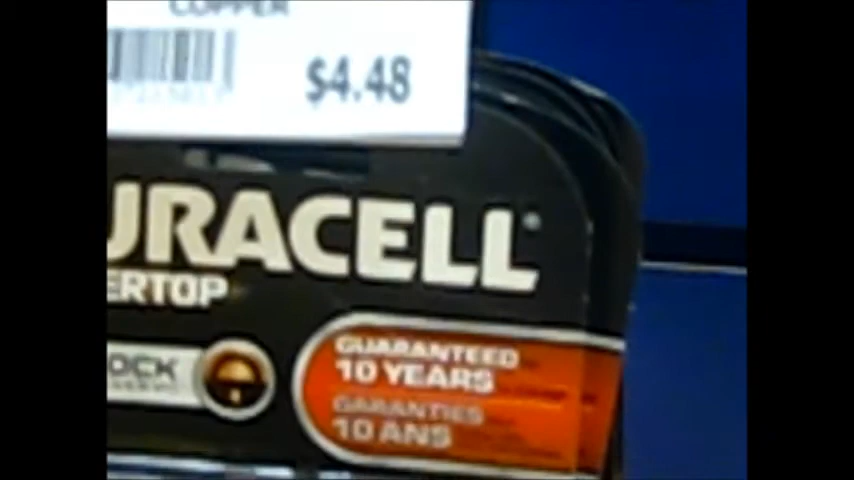 COPPER
$4.48
URACELL®
ERTOP
OCK
GUARANTEED
10 YEARS
GARANTIES
10 ANS